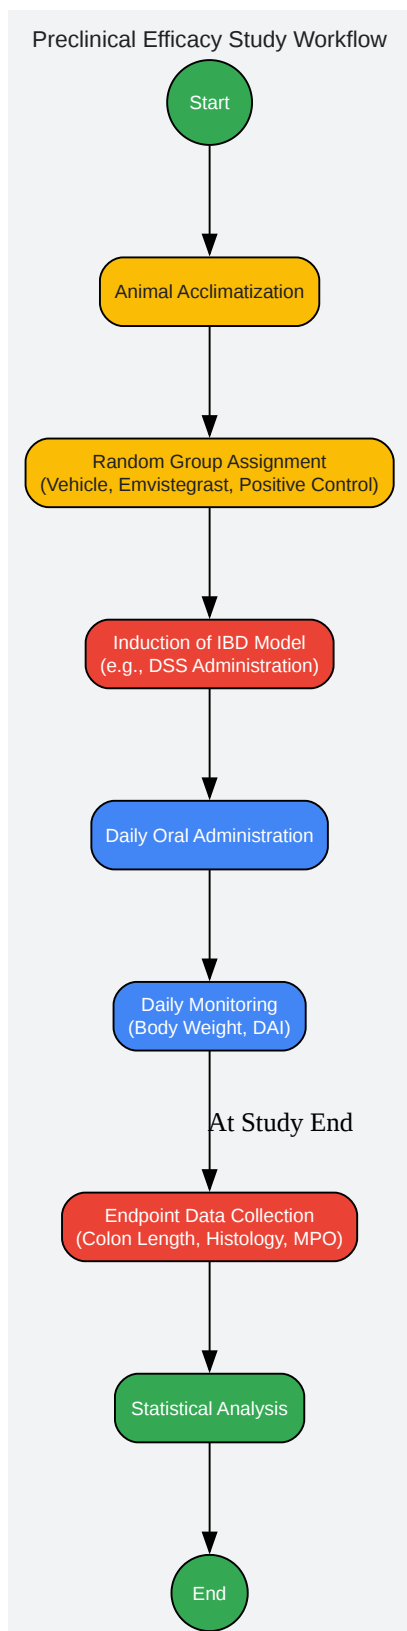 Preclinical Efficacy Study Workflow
Start
Animal Acclimatization
Random Group Assignment
(Vehicle, Emvistegrast, Positive Control)
Induction of IBD Model
(e.g., DSS Administration)
Daily Oral Administration
Daily Monitoring
(Body Weight, DAI)
At Study End
Endpoint Data Collection
(Colon Length, Histology, MPO)
Statistical Analysis
End